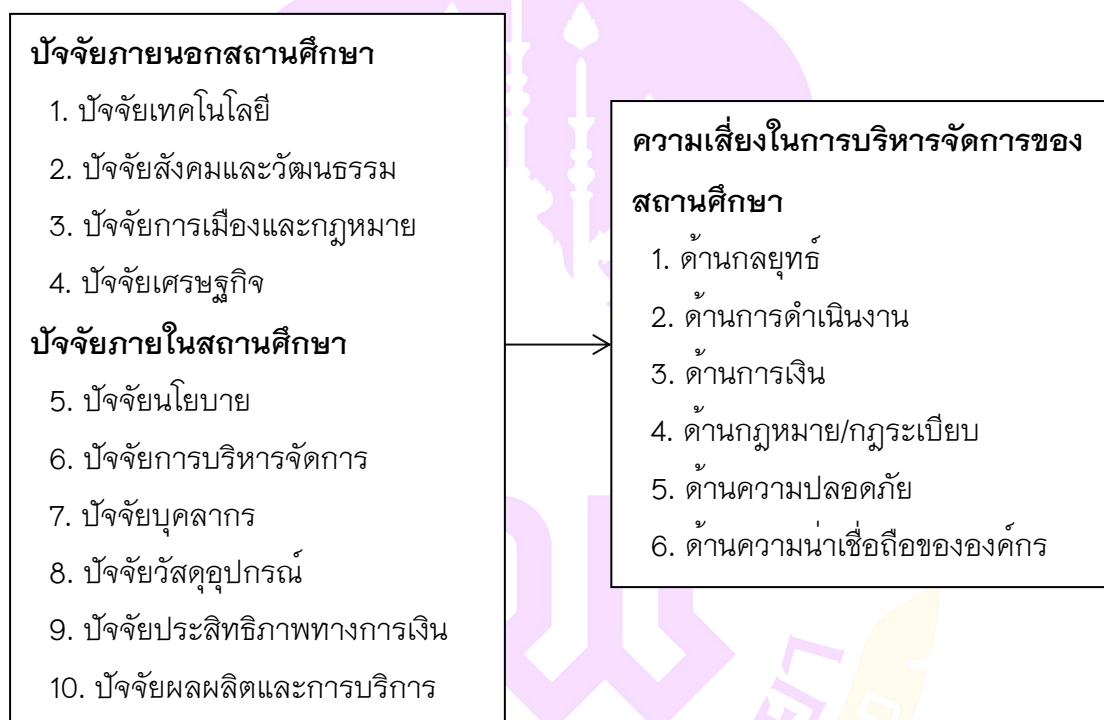 ปัจจัยภายนอกสถานศึกษา
1. ปัจจัยเทคโนโลยี
2. ปัจจัยสังคมและวัฒนธรรม
3. ปัจจัยการเมืองและกฎหมาย
4. ปัจจัยเศรษฐกิจ
ปัจจัยภายในสถานศึกษา
5. ปัจจัยนโยบาย
6. ปัจจัยการบริหารจัดการ
7. ปัจจัยบุคลากร
8. ปัจจัยวัสดุอุปกรณ์
9. ปัจจัยประสิทธิภาพทางการเงิน
10. ปัจจัยผลผลิตและการบริการ
ความเสี่ยงในการบริหารจัดการของ
สถานศึกษา
1. ด้านกลยุทธ์
2. ด้านการดำเนินงาน
3. ด้านการเงิน
4. ด้านกฎหมาย/กฎระเบียบ
5. ด้านความปลอดภัย
6. ด้านความน่าเชื่อถือขององค์กร